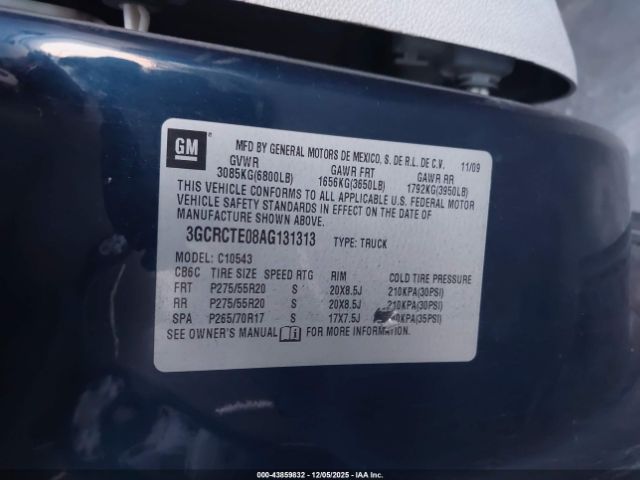 GM
MFD BY GENERAL MOTORS DE MEXICO, S. DE R.L. DE C.V. 11/09
GVWR GAWR FRT GAWR RR
3085KG(6800LB) 1656KG(3650LB) 1792KG(3950LB)
THIS VEHICLE CONFORMS TO ALL APPLICABLE U.S. FEDERAL MOTOR
VEHICLE SAFETY STANDARDS IN EFFECT ON THE DATE OF
MANUFACTURE SHOWN ABOVE.
3GCRCTE08AG131313 TYPE: TRUCK
MODEL: C10543
CB6C TIRE SIZE SPEED RTG RIM COLD TIRE PRESSURE
FRT P275/55R20 S 20X8.5J 210KPA(30PSI)
RR P275/55R20 S 20X8.5J 210KPA(30PSI)
SPA P265/70R17 S 17X7.5J
SEE OWNER'S MANUAL FOR MORE INFORMATION.
000-43859832 12/05/2025 IAA Inc.